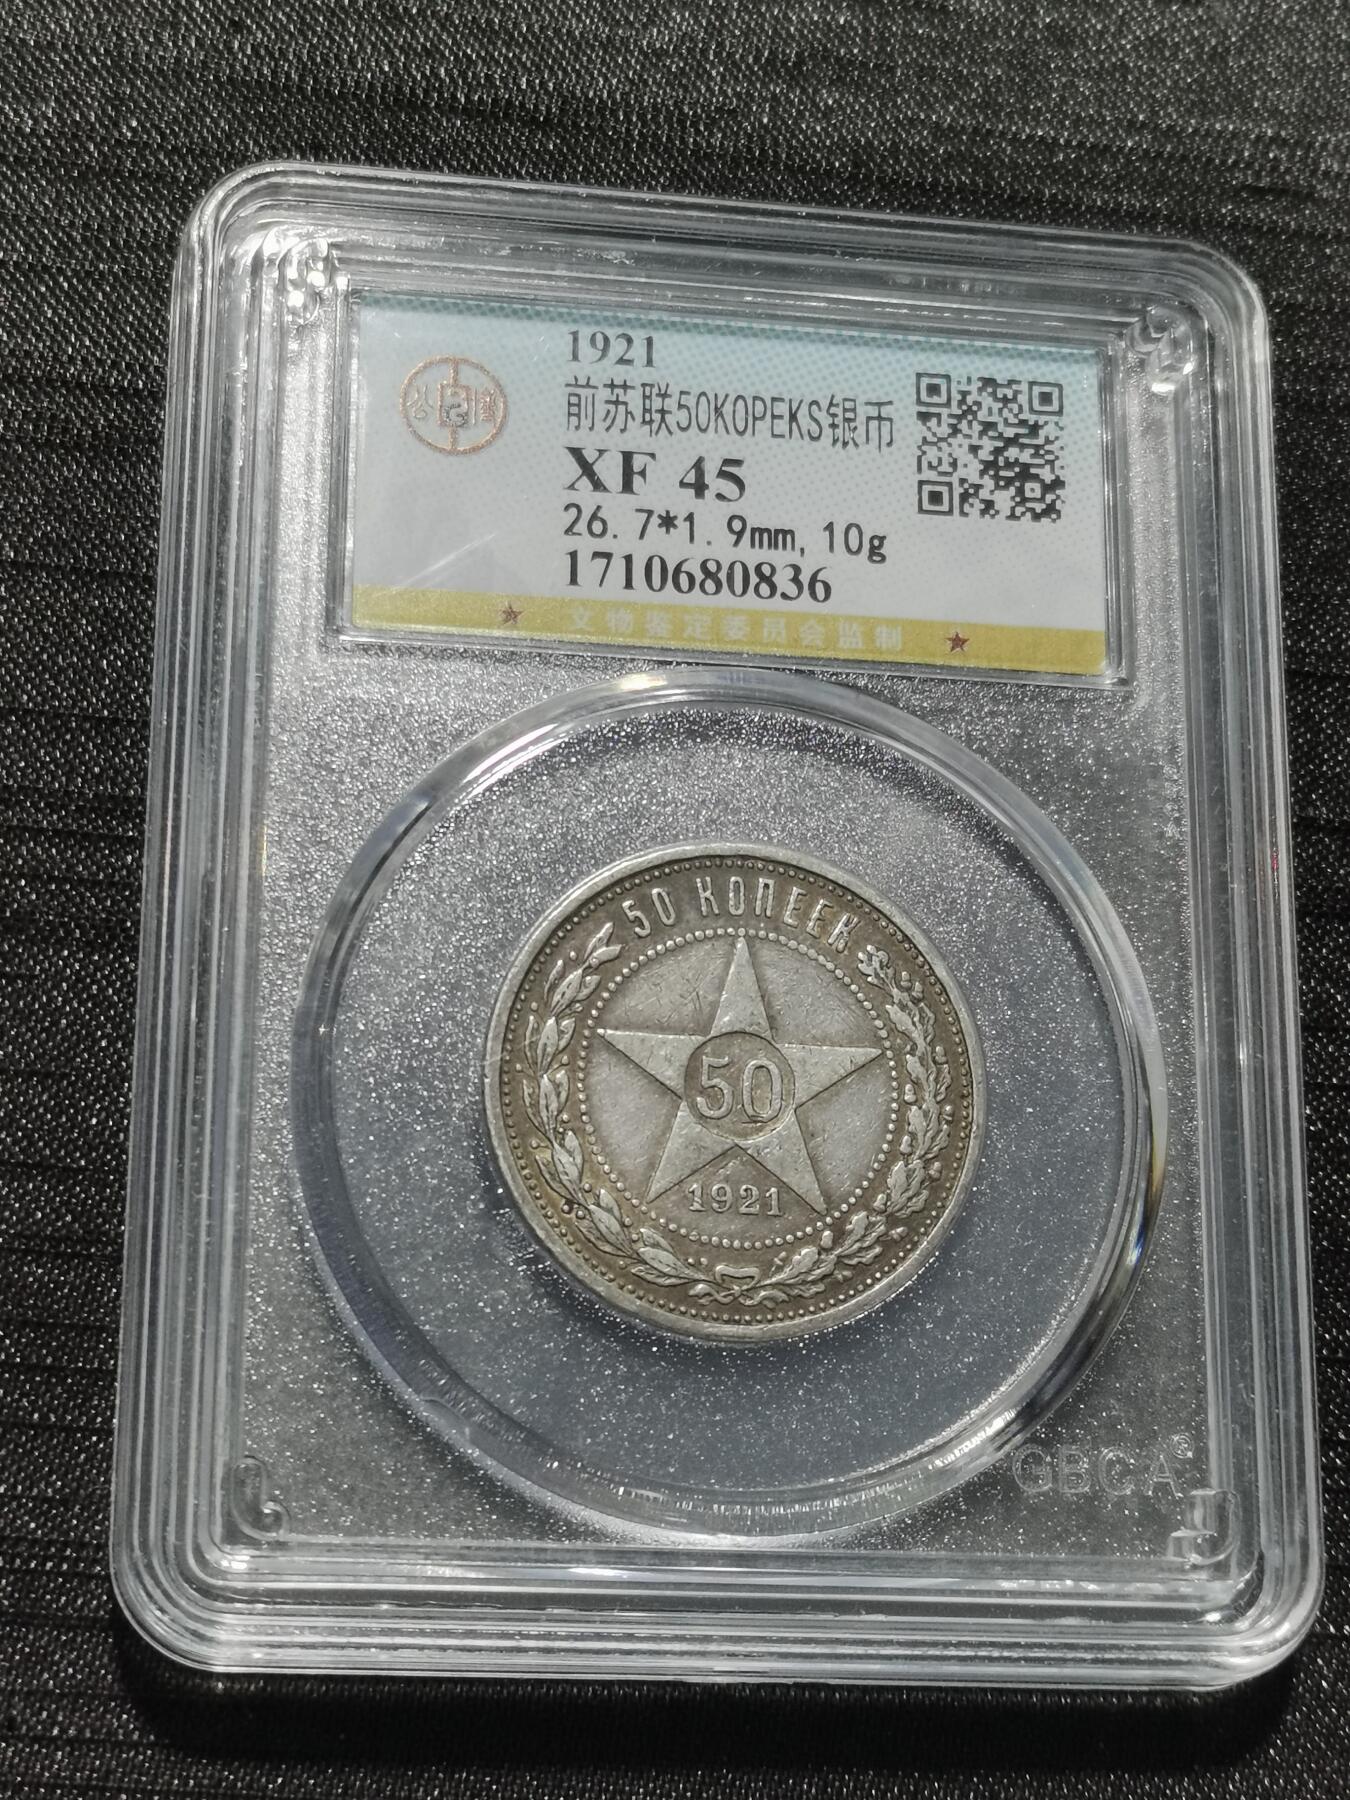 1921
前苏联50KOPEKS银币
XF 45
26.7*1.9mm,10g
1710680836
文物鉴定委员会监制
50 КОПЕЕК
50
1921
GBCA®